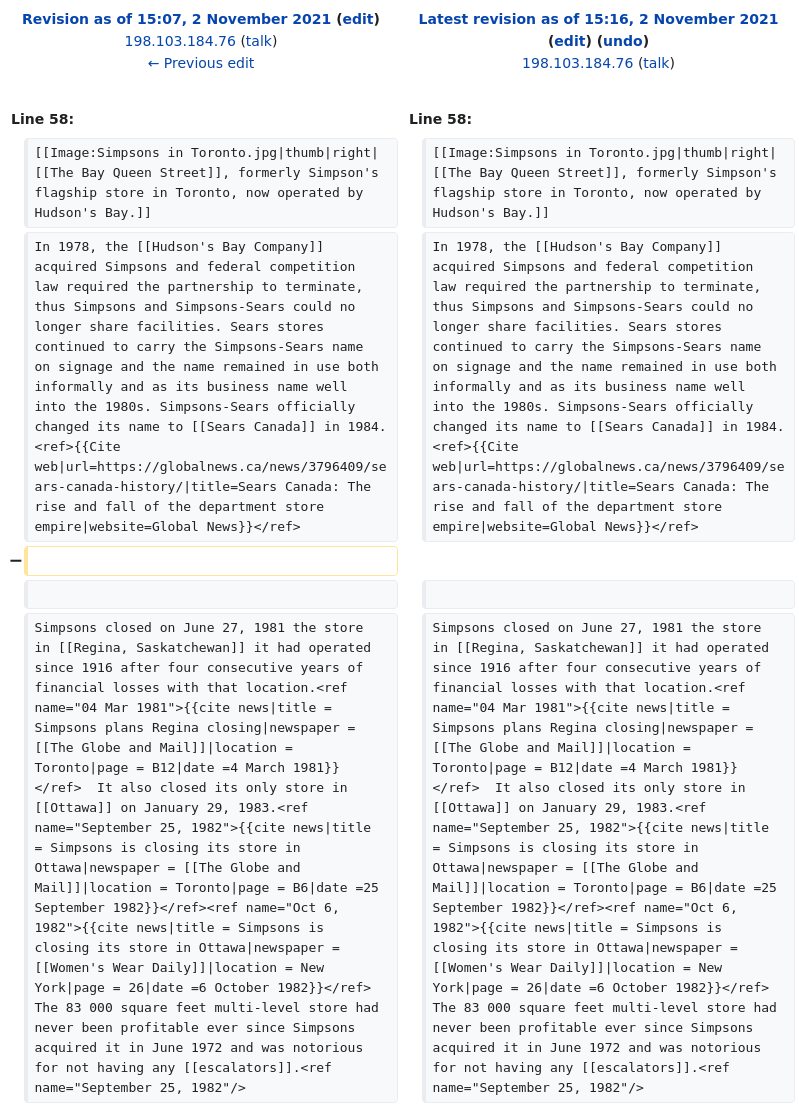 Revision as of 15:07, 2 November 2021 (edit)
198.103.184.76 (talk)
← Previous edit
Latest revision as of 15:16, 2 November 2021
(edit) (undo)
198.103.184.76 (talk)
Line 58:
Line 58:
[[Image:Simpsons in Toronto.jpg|thumb|right|
[[The Bay Queen Street]], formerly Simpson's
flagship store in Toronto, now operated by
Hudson's Bay.]]
[[Image:Simpsons in Toronto.jpg|thumb|right|
[[The Bay Queen Street]], formerly Simpson's
flagship store in Toronto, now operated by
Hudson's Bay.]]
In 1978, the [[Hudson's Bay Company]]
acquired Simpsons and federal competition
law required the partnership to terminate,
thus Simpsons and Simpsons-Sears could no
longer share facilities. Sears stores
continued to carry the Simpsons-Sears name
on signage and the name remained in use both
informally and as its business name well
into the 1980s. Simpsons-Sears officially
changed its name to [[Sears Canada]] in 1984.
<ref>{{Cite
web|url=https://globalnews.ca/news/3796409/se
ars-canada-history/|title=Sears Canada: The
rise and fall of the department store
empire|website=Global News}}</ref>
In 1978, the [[Hudson's Bay Company]]
acquired Simpsons and federal competition
law required the partnership to terminate,
thus Simpsons and Simpsons-Sears could no
longer share facilities. Sears stores
continued to carry the Simpsons-Sears name
on signage and the name remained in use both
informally and as its business name well
into the 1980s. Simpsons-Sears officially
changed its name to [[Sears Canada]] in 1984.
<ref>{{Cite
web|url=https://globalnews.ca/news/3796409/se
ars-canada-history/|title=Sears Canada: The
rise and fall of the department store
empire|website=Global News}}</ref>
−
Simpsons closed on June 27, 1981 the store
in [[Regina, Saskatchewan]] it had operated
since 1916 after four consecutive years of
financial losses with that location.<ref
name="04 Mar 1981">{{cite news|title =
Simpsons plans Regina closing|newspaper =
[[The Globe and Mail]]|location =
Toronto|page = B12|date =4 March 1981}}
</ref>  It also closed its only store in
[[Ottawa]] on January 29, 1983.<ref
name="September 25, 1982">{{cite news|title
= Simpsons is closing its store in
Ottawa|newspaper = [[The Globe and
Mail]]|location = Toronto|page = B6|date =25
September 1982}}</ref><ref name="Oct 6,
1982">{{cite news|title = Simpsons is
closing its store in Ottawa|newspaper =
[[Women's Wear Daily]]|location = New
York|page = 26|date =6 October 1982}}</ref>
The 83 000 square feet multi-level store had
never been profitable ever since Simpsons
acquired it in June 1972 and was notorious
for not having any [[escalators]].<ref
name="September 25, 1982"/>
Simpsons closed on June 27, 1981 the store
in [[Regina, Saskatchewan]] it had operated
since 1916 after four consecutive years of
financial losses with that location.<ref
name="04 Mar 1981">{{cite news|title =
Simpsons plans Regina closing|newspaper =
[[The Globe and Mail]]|location =
Toronto|page = B12|date =4 March 1981}}
</ref>  It also closed its only store in
[[Ottawa]] on January 29, 1983.<ref
name="September 25, 1982">{{cite news|title
= Simpsons is closing its store in
Ottawa|newspaper = [[The Globe and
Mail]]|location = Toronto|page = B6|date =25
September 1982}}</ref><ref name="Oct 6,
1982">{{cite news|title = Simpsons is
closing its store in Ottawa|newspaper =
[[Women's Wear Daily]]|location = New
York|page = 26|date =6 October 1982}}</ref>
The 83 000 square feet multi-level store had
never been profitable ever since Simpsons
acquired it in June 1972 and was notorious
for not having any [[escalators]].<ref
name="September 25, 1982"/>